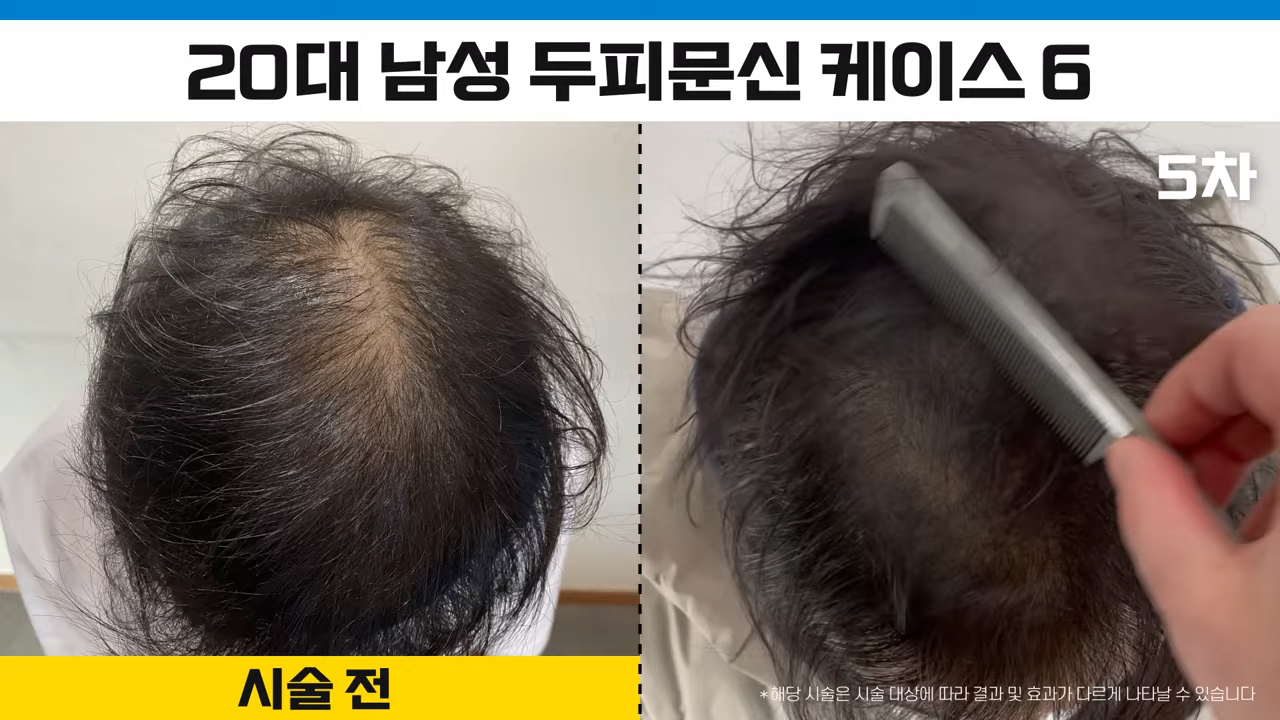 20대 남성 두피문신 케이스 6
5차
시술 전
* 해당 시술은 시술 대상에 따라 결과 및 효과가 다르게 나타날 수 있습니다